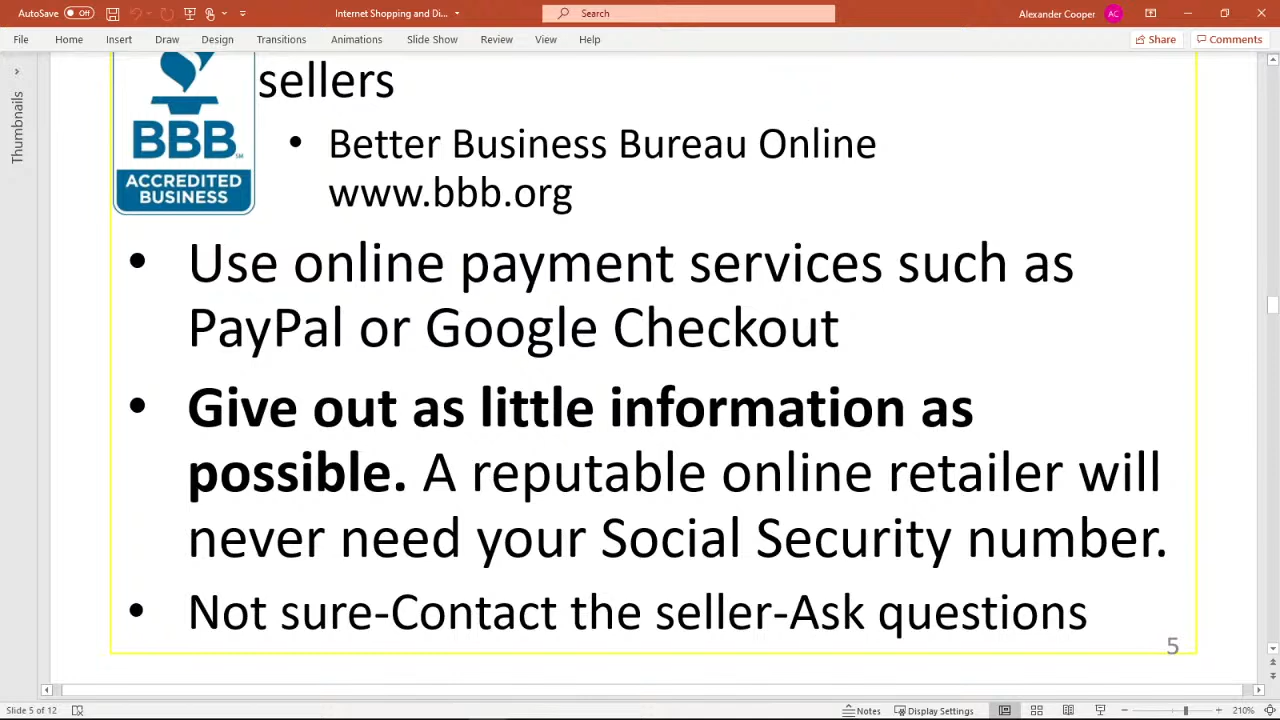 AutoSave Off
Internet Shopping and Di...
Search
Alexander Cooper AC
File Home Insert Draw Design Transitions Animations Slide Show Review View Help
Share Comments
Thumbnails
sellers
BBB SM
ACCREDITED
BUSINESS
• Better Business Bureau Online
www.bbb.org
• Use online payment services such as
PayPal or Google Checkout
• Give out as little information as
possible. A reputable online retailer will
never need your Social Security number.
• Not sure-Contact the seller-Ask questions
5
Slide 5 of 12
Notes Display Settings 210%